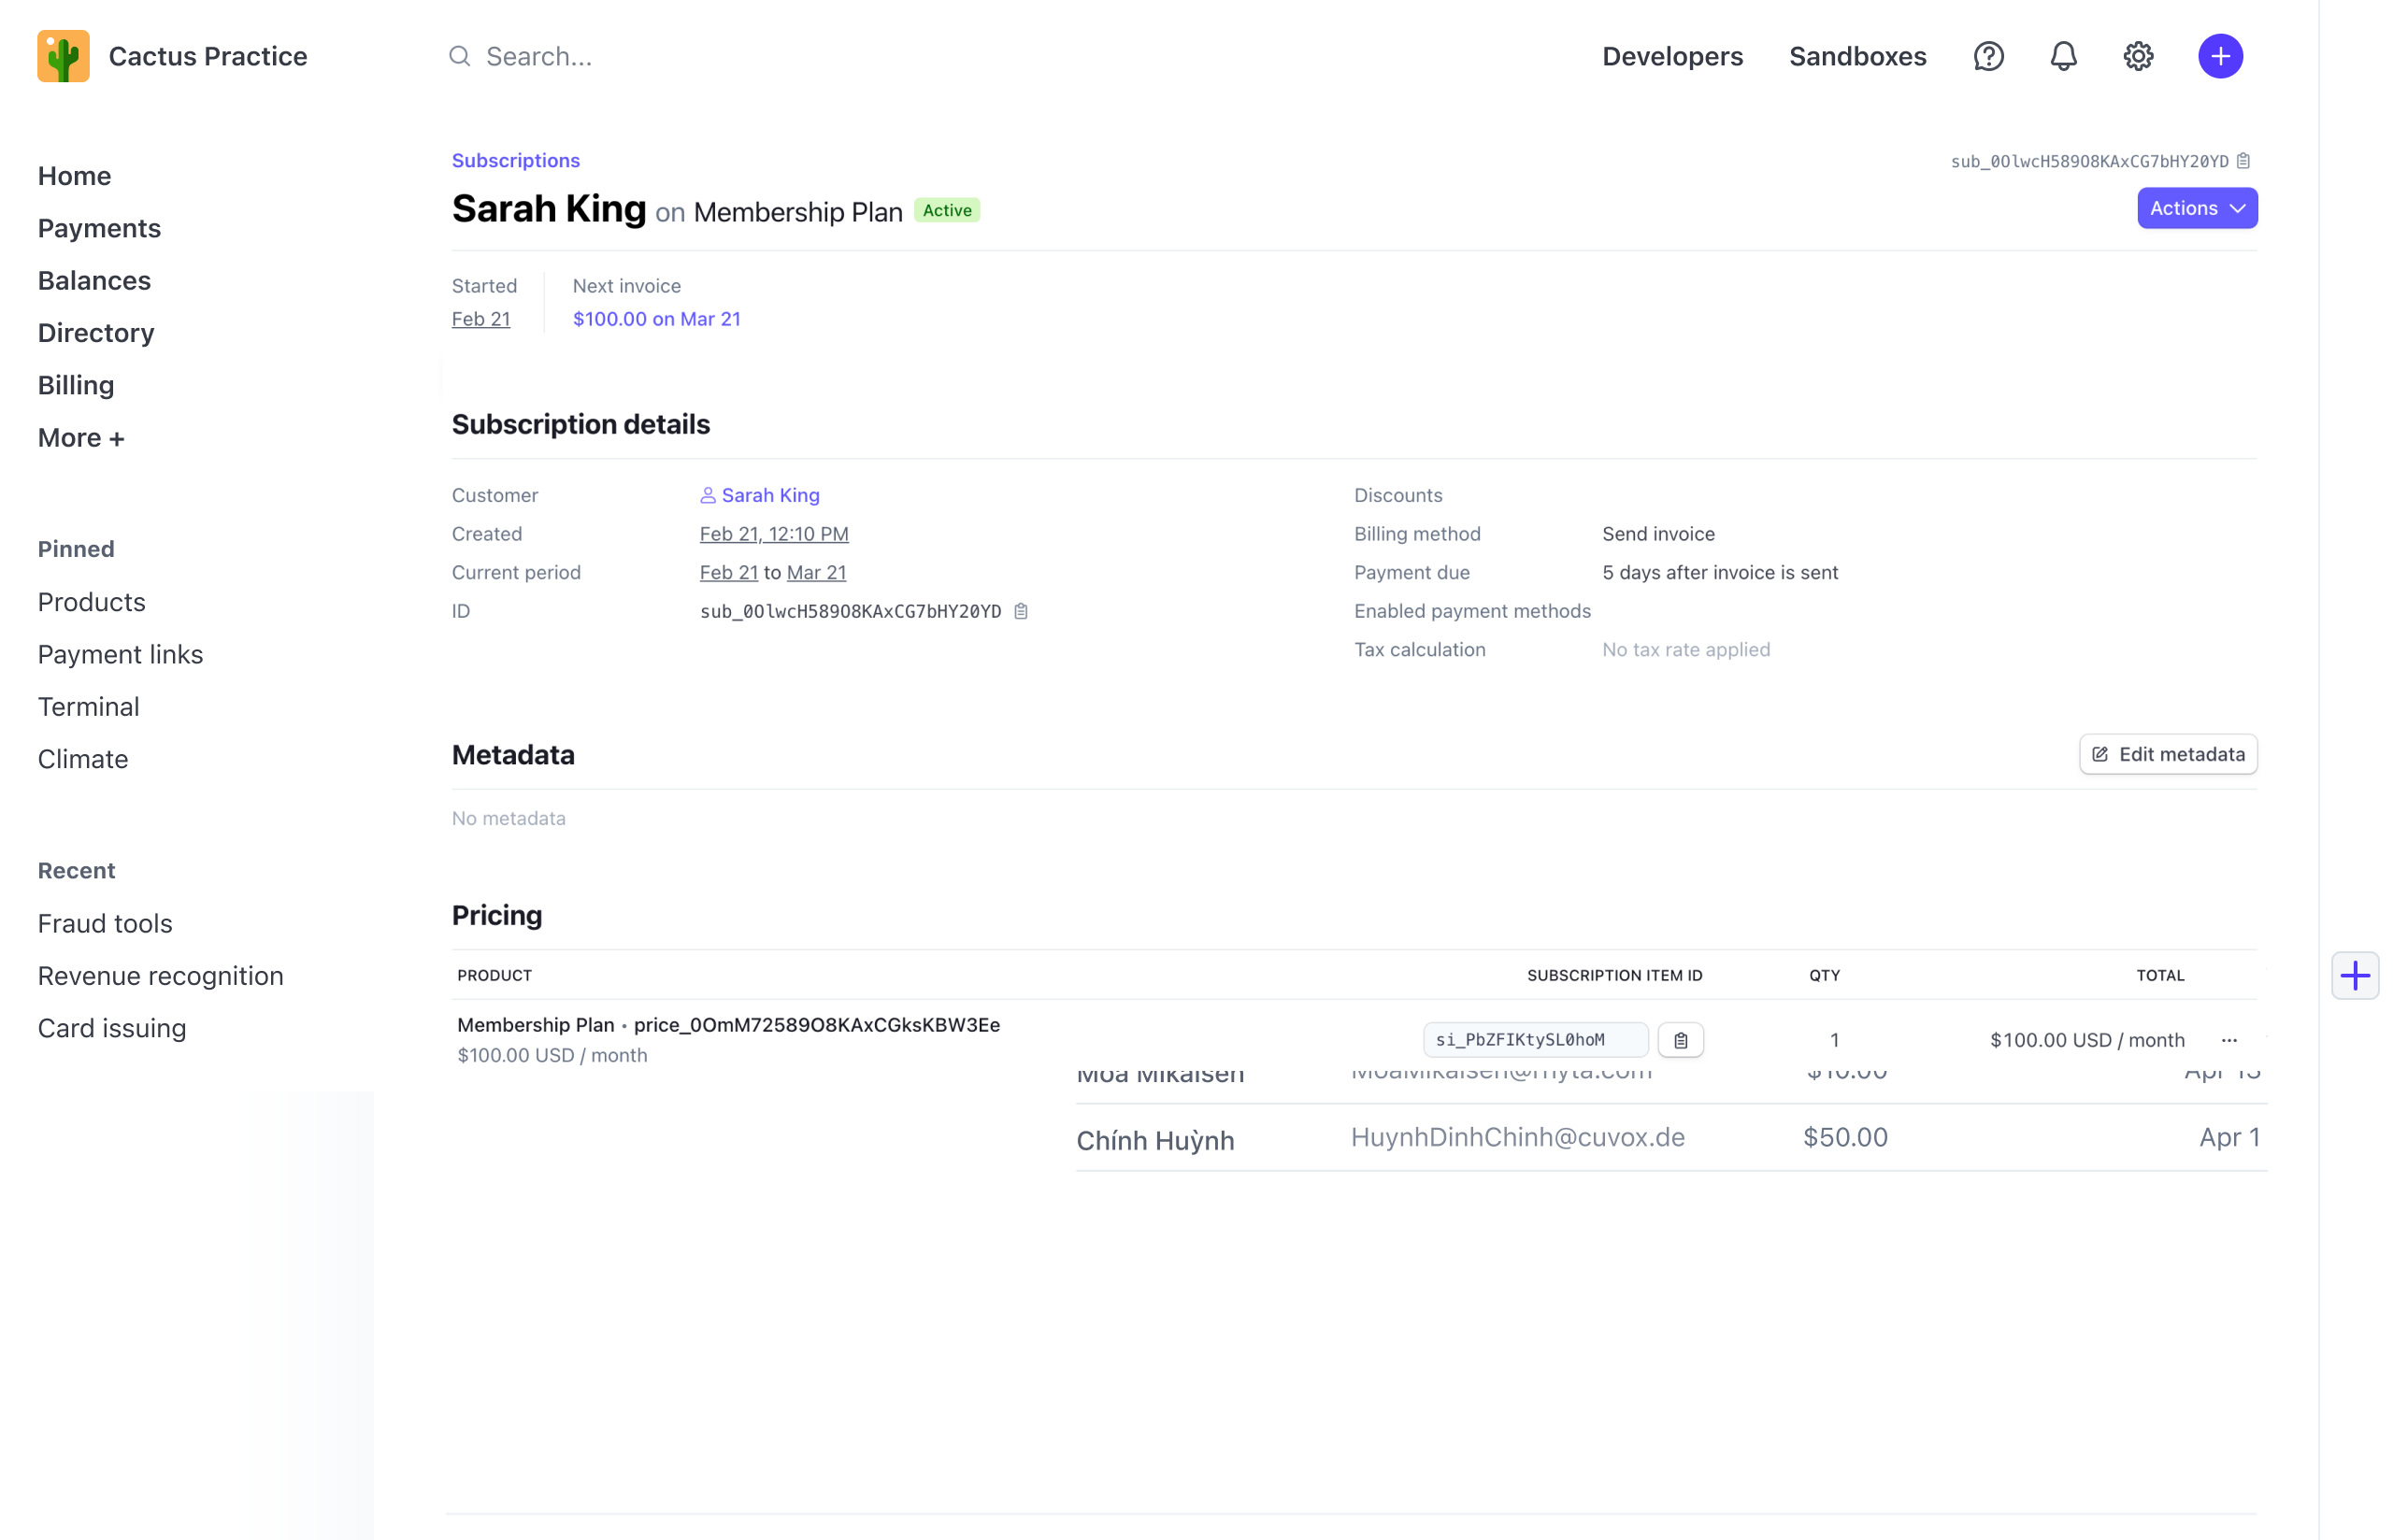 Cactus Practice
Search...
Developers
Sandboxes
Home
Payments
Balances
Directory
Billing
More +
Pinned
Products
Payment links
Terminal
Climate
Recent
Fraud tools
Revenue recognition
Card issuing
Subscriptions
sub_0OlwcH589O8KAxCG7bHY20YD
Sarah King on Membership Plan Active
Actions
Started
Feb 21
Next invoice
$100.00 on Mar 21
Subscription details
Customer Sarah King
Created Feb 21, 12:10 PM
Current period Feb 21 to Mar 21
ID sub_0OlwcH589O8KAxCG7bHY20YD
Discounts
Billing method Send invoice
Payment due 5 days after invoice is sent
Enabled payment methods
Tax calculation No tax rate applied
Metadata
Edit metadata
No metadata
Pricing
PRODUCT SUBSCRIPTION ITEM ID QTY TOTAL
Membership Plan • price_0OmM72589O8KAxCGksKBW3Ee
$100.00 USD / month
si_PbZFIKtySL0hoM 1 $100.00 USD / month ...
Moa Mikalsen $10.00
Chính Huỳnh HuynhDinhChinh@cuvox.de $50.00 Apr 1